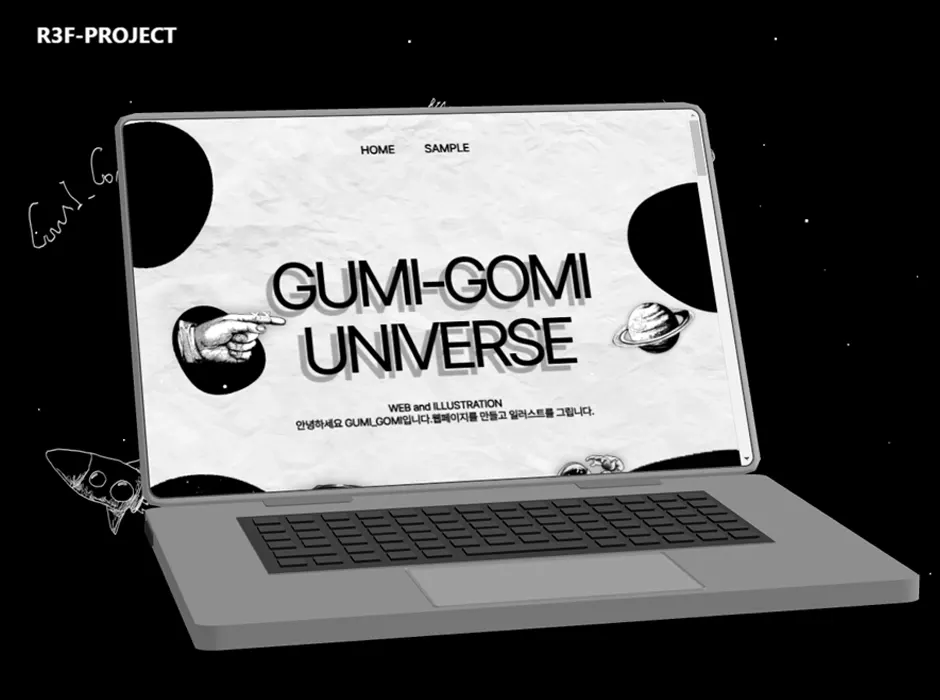 R3F-PROJECT
HOME SAMPLE
GUMI-GOMI
UNIVERSE
WEB and ILLUSTRATION
안녕하세요 GUMI_GOMI입니다.웹페이지를 만들고 일러스트를 그립니다.